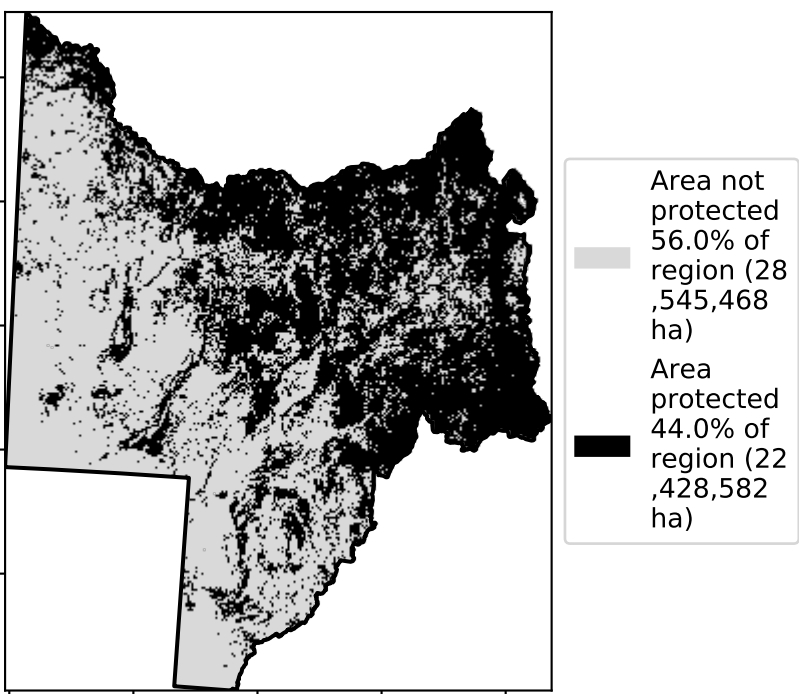 Area not
protected
56.0% of
region (28
,545,468
ha)
Area
protected
44.0% of
region (22
,428,582
ha)